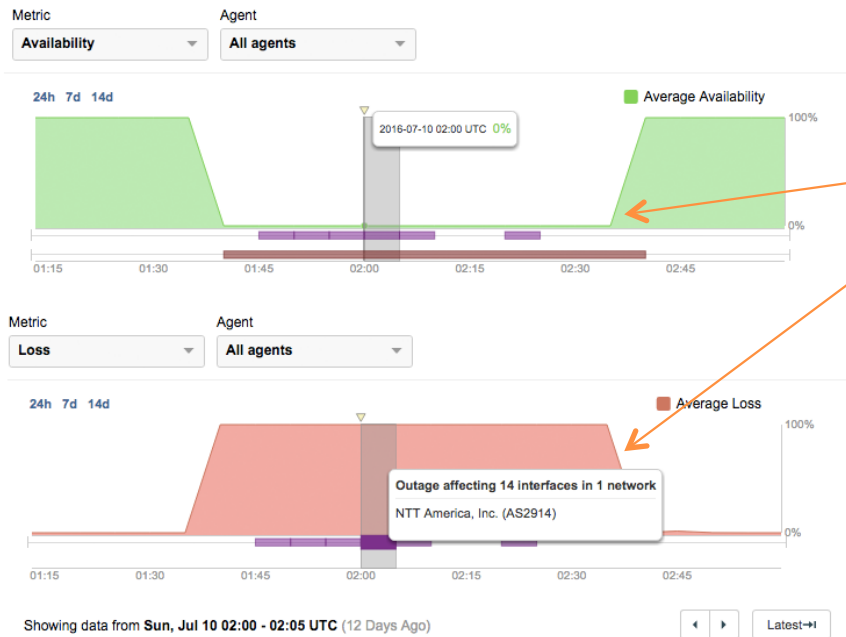 Metric Agent
Availability All agents
24h 7d 14d Average Availability
2016-07-10 02:00 UTC 0%
100%
0%
01:15 01:30 01:45 02:00 02:15 02:30 02:45
Metric Agent
Loss All agents
24h 7d 14d Average Loss
100%
Outage affecting 14 interfaces in 1 network
NTT America, Inc. (AS2914)
0%
01:15 01:30 01:45 02:00 02:15 02:30 02:45
Showing data from Sun, Jul 10 02:00 - 02:05 UTC (12 Days Ago) Latest